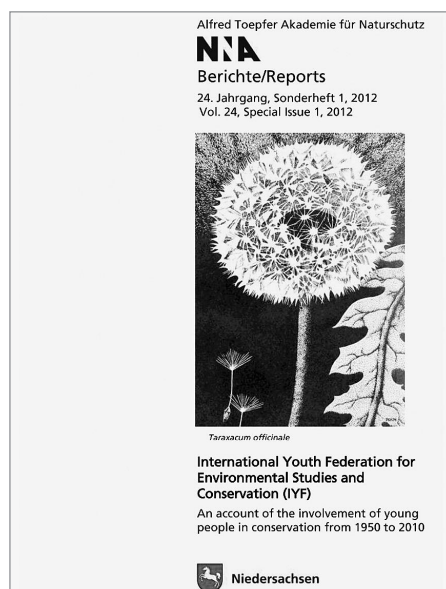 Alfred Toepfer Akademie für Naturschutz
NNA
Berichte/Reports
24. Jahrgang, Sonderheft 1, 2012
Vol. 24, Special Issue 1, 2012
Taraxacum officinale
International Youth Federation for
Environmental Studies and
Conservation (IYF)
An account of the involvement of young
people in conservation from 1950 to 2010
Niedersachsen